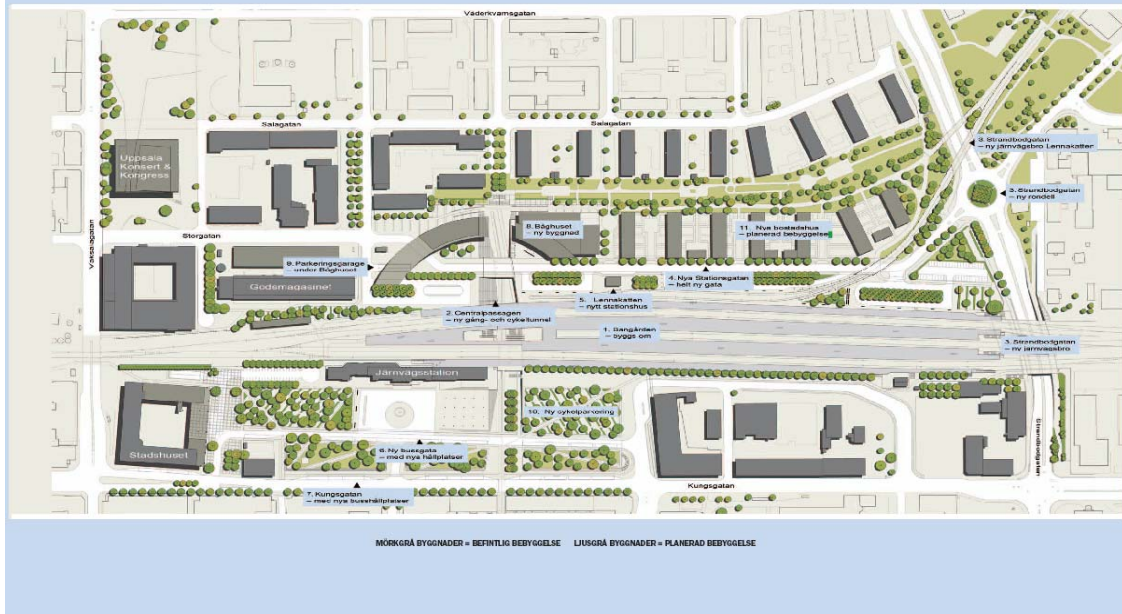 Väderkvarnsgatan
Salagatan
Salagatan
3. Strandbodgatan
– ny järnvägsbro Lennakatten
Uppsala
Konsert &
Kongress
3. Strandbodgatan
– ny rondell
Vaksalagatan
Storgatan
8. Båghuset
– ny byggnad
11. Nya bostadshus
– planerad bebyggelse
9. Parkeringsgarage
– under Båghuset
4. Nya Stationsgatan
– helt ny gata
Godsmagasinet
5. Lennakatten
– nytt stationshus
2. Centralpassagen
– ny gång- och cykeltunnel
1. Bangården
– byggs om
3. Strandbodgatan
– ny järnvägsbro
Järnvägsstation
10. Ny cykelparkering
Stadshuset
6. Ny bussgata
– med nya hållplatser
Strandbodgatan
7. Kungsgatan
– med nya busshållplatser
Kungsgatan
MÖRKGRÅ BYGGNADER = BEFINTLIG BEBYGGELSE LJUSGRÅ BYGGNADER = PLANERAD BEBYGGELSE